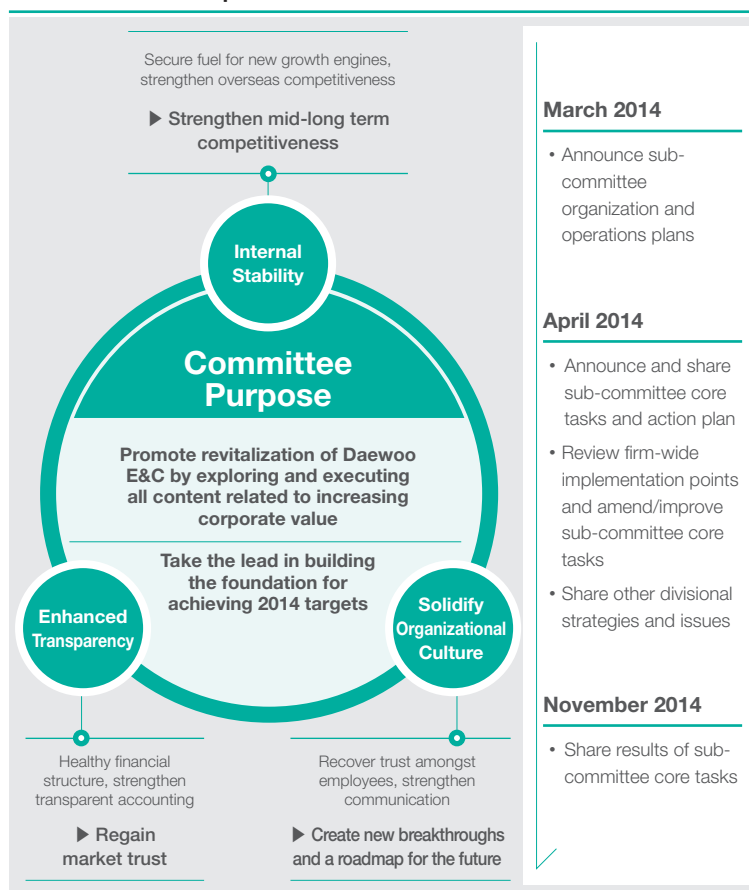 Secure fuel for new growth engines,
strengthen overseas competitiveness
▶ Strengthen mid-long term
competitiveness
Internal
Stability
Committee
Purpose
Promote revitalization of Daewoo
E&C by exploring and executing
all content related to increasing
corporate value
Take the lead in building
the foundation for
achieving 2014 targets
Enhanced
Transparency
Solidify
Organizational
Culture
Healthy financial
structure, strengthen
transparent accounting
▶ Regain
market trust
Recover trust amongst
employees, strengthen
communication
▶ Create new breakthroughs
and a roadmap for the future
March 2014
• Announce sub-
committee
organization and
operations plans
April 2014
• Announce and share
sub-committee core
tasks and action plan
• Review firm-wide
implementation points
and amend/improve
sub-committee core
tasks
• Share other divisional
strategies and issues
November 2014
• Share results of sub-
committee core tasks